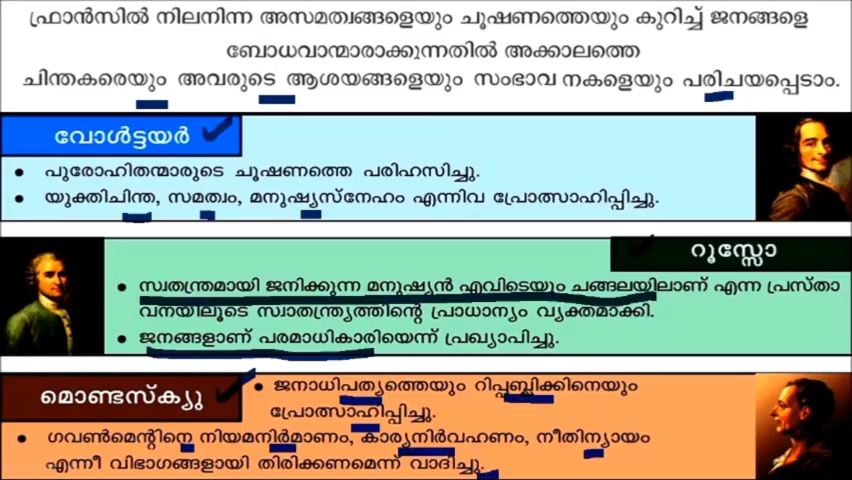 ഫ്രാൻസിൽ നിലനിന്ന അസമത്വങ്ങളെയും ചൂഷണത്തെയും കുറിച്ച് ജനങ്ങളെ
ബോധവാന്മാരാക്കുന്നതിൽ അക്കാലത്തെ
ചിന്തകരെയും അവരുടെ ആശയങ്ങളെയും സംഭാവ നകളെയും പരിചയപ്പെടാം.
വോൾട്ടയർ
• പുരോഹിതന്മാരുടെ ചൂഷണത്തെ പരിഹസിച്ചു.
• യുക്തിചിന്ത, സമത്വം, മനുഷ്യസ്നേഹം എന്നിവ പ്രോത്സാഹിപ്പിച്ചു.
റൂസ്സോ
• സ്വതന്ത്രമായി ജനിക്കുന്ന മനുഷ്യൻ എവിടെയും ചങ്ങലയിലാണ് എന്ന പ്രസ്താ
വനയിലൂടെ സ്വാതന്ത്ര്യത്തിന്റെ പ്രാധാന്യം വ്യക്തമാക്കി.
• ജനങ്ങളാണ് പരമാധികാരിയെന്ന് പ്രഖ്യാപിച്ചു.
മൊണ്ടസ്ക്യു
• ജനാധിപത്യത്തെയും റിപ്പബ്ലിക്കിനെയും
പ്രോത്സാഹിപ്പിച്ചു.
• ഗവൺമെന്റിനെ നിയമനിർമാണം, കാര്യനിർവഹണം, നീതിന്യായം
എന്നീ വിഭാഗങ്ങളായി തിരിക്കണമെന്ന് വാദിച്ചു.